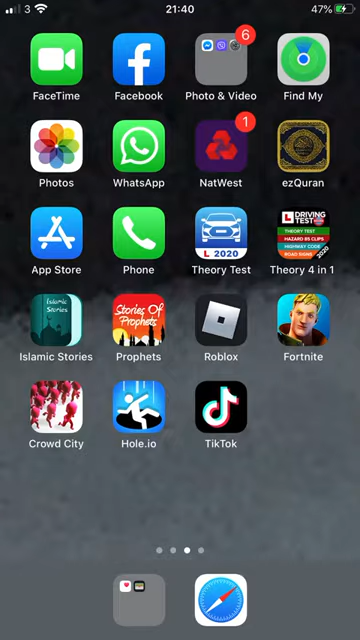 3 21:40 47%
6
FaceTime Facebook Photo & Video Find My
1
Photos WhatsApp NatWest ezQuran
L 2020
DRIVING
L TEST
THEORY TEST
HAZARD 85 CLIPS
HIGHWAY CODE
ROAD SIGNS 2020
App Store Phone Theory Test Theory 4 in 1
Islamic
Stories
Stories Of
Prophets
Islamic Stories Prophets Roblox Fortnite
Crowd City Hole.io TikTok